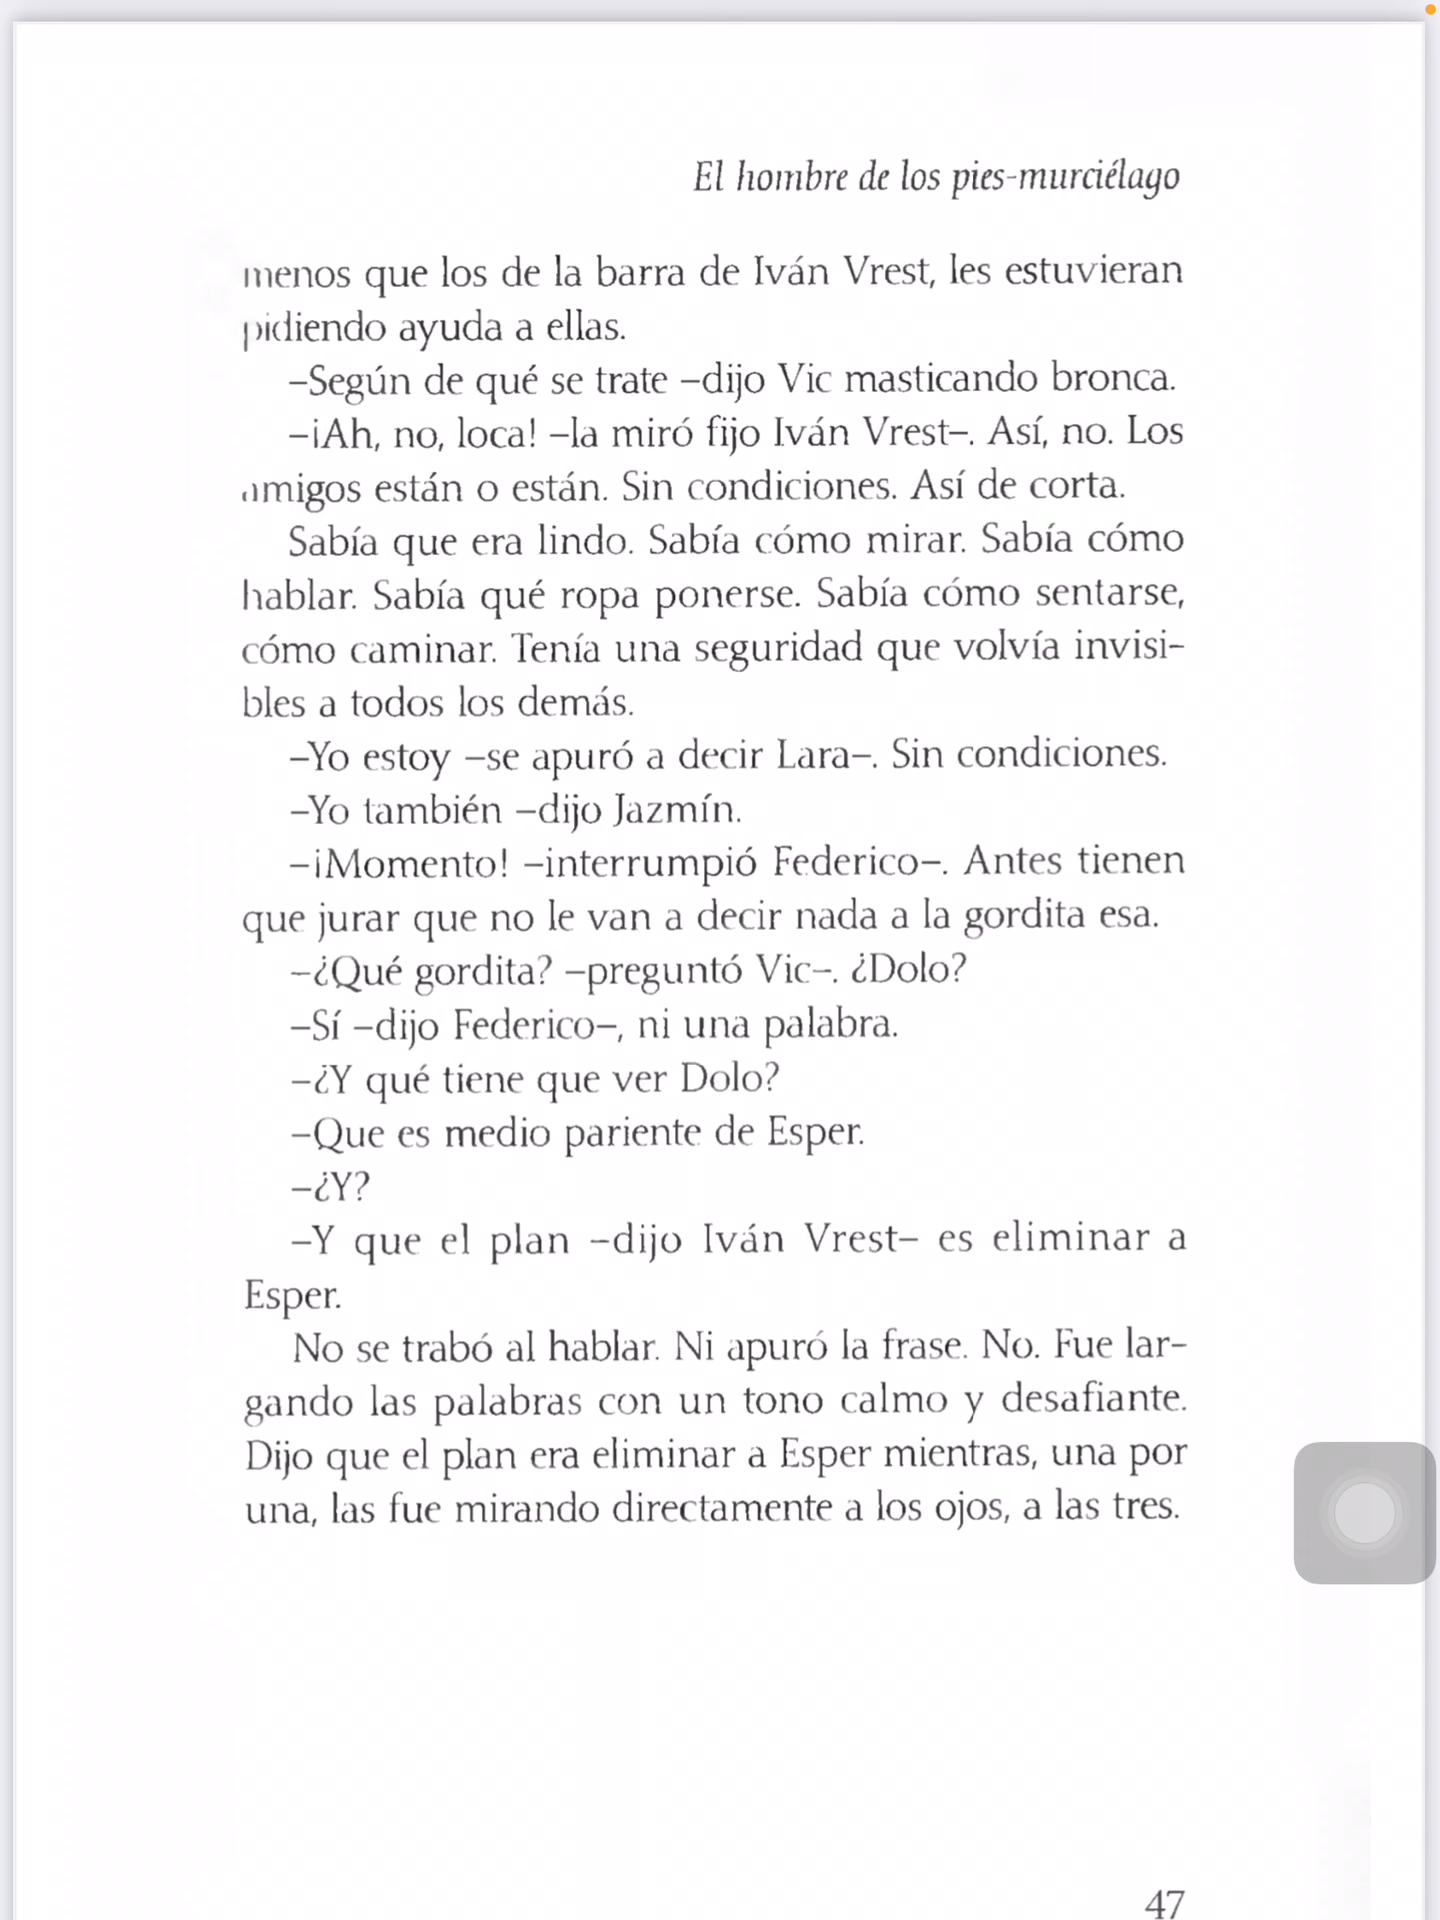 El hombre de los pies-murciélago
menos que los de la barra de Iván Vrest, les estuvieran
pidiendo ayuda a ellas.
–Según de qué se trate –dijo Vic masticando bronca.
–¡Ah, no, loca! –la miró fijo Iván Vrest–. Así, no. Los
amigos están o están. Sin condiciones. Así de corta.
Sabía que era lindo. Sabía cómo mirar. Sabía cómo
hablar. Sabía qué ropa ponerse. Sabía cómo sentarse,
cómo caminar. Tenía una seguridad que volvía invisi-
bles a todos los demás.
–Yo estoy –se apuró a decir Lara–. Sin condiciones.
–Yo también –dijo Jazmín.
–¡Momento! –interrumpió Federico–. Antes tienen
que jurar que no le van a decir nada a la gordita esa.
–¿Qué gordita? –preguntó Vic–. ¿Dolo?
–Sí –dijo Federico–, ni una palabra.
–¿Y qué tiene que ver Dolo?
–Que es medio pariente de Esper.
–¿Y?
–Y que el plan –dijo Iván Vrest– es eliminar a
Esper.
No se trabó al hablar. Ni apuró la frase. No. Fue lar-
gando las palabras con un tono calmo y desafiante.
Dijo que el plan era eliminar a Esper mientras, una por
una, las fue mirando directamente a los ojos, a las tres.
47